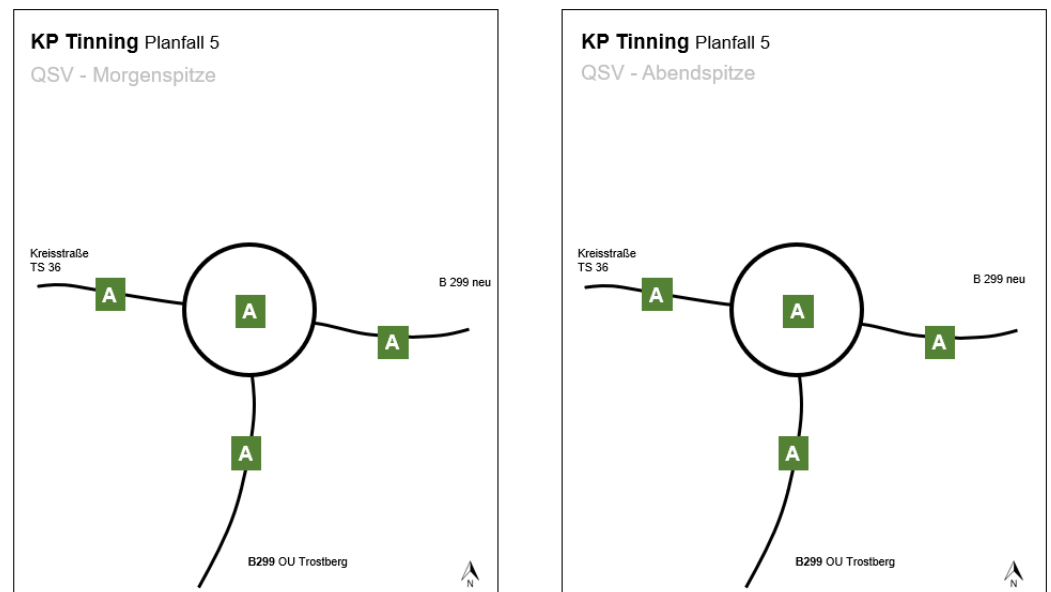 KP Tinning Planfall 5
QSV - Morgenspitze
Kreisstraße
TS 36
A
A
B 299 neu
A
A
B299 OU Trostberg
N
KP Tinning Planfall 5
QSV - Abendspitze
Kreisstraße
TS 36
A
A
B 299 neu
A
A
B299 OU Trostberg
N